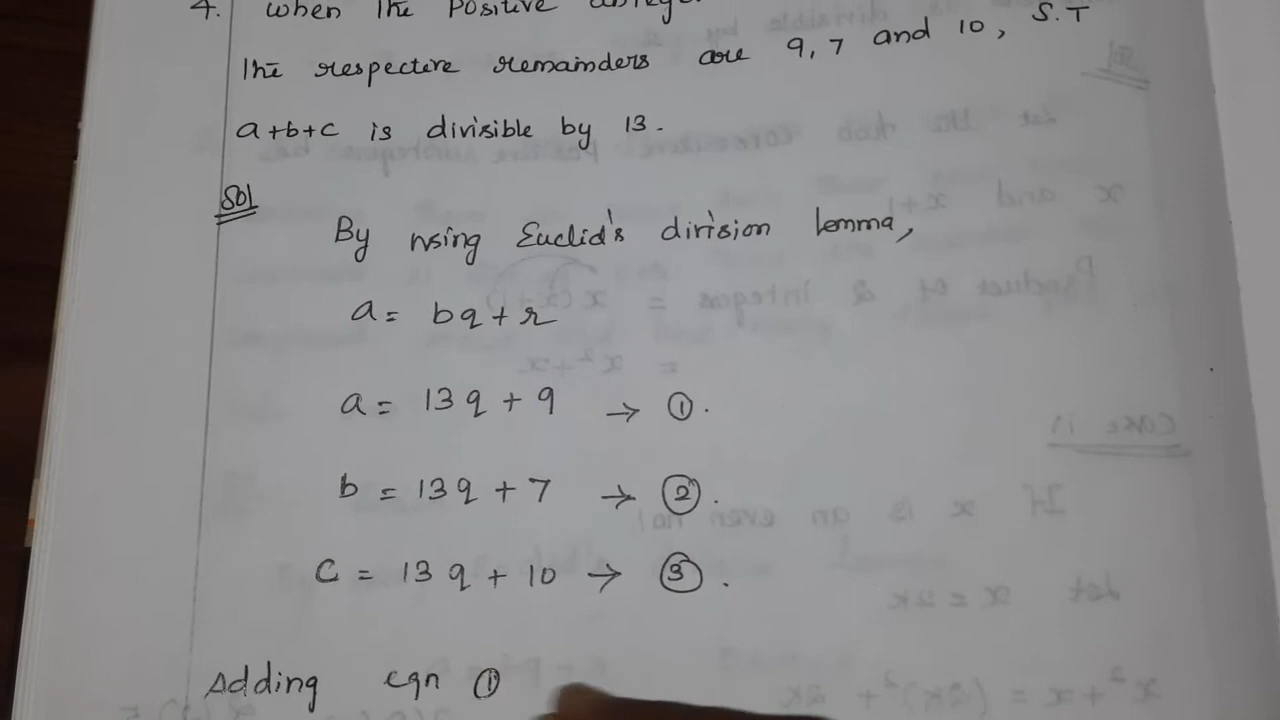 4. When the Positive
the respective remainders are 9, 7 and 10, S.T
a+b+c is divisible by 13.
Sol
By using Euclid's division lemma,
a = bq + r
a = 13q + 9 → ①.
b = 13q + 7 → ②.
c = 13q + 10 → ③.
Adding eqn ①